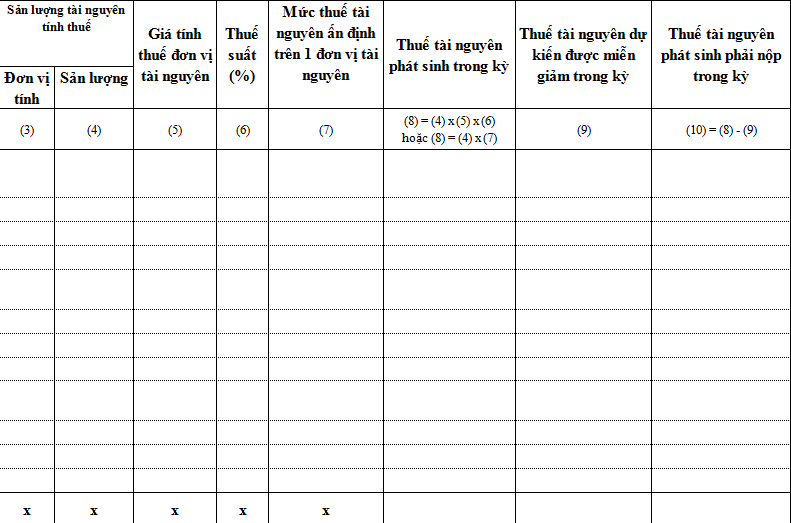 Sản lượng tài nguyên
tính thuế
Đơn vị
tính
Sản lượng
Giá tính
thuế đơn vị
tài nguyên
Thuế
suất
(%)
Mức thuế tài
nguyên ấn định
trên 1 đơn vị tài
nguyên
Thuế tài nguyên
phát sinh trong kỳ
Thuế tài nguyên dự
kiến được miễn
giảm trong kỳ
Thuế tài nguyên
phát sinh phải nộp
trong kỳ
(3)
(4)
(5)
(6)
(7)
(8) = (4) x (5) x (6)
hoặc (8) = (4) x (7)
(9)
(10) = (8) - (9)
x
x
x
x
x